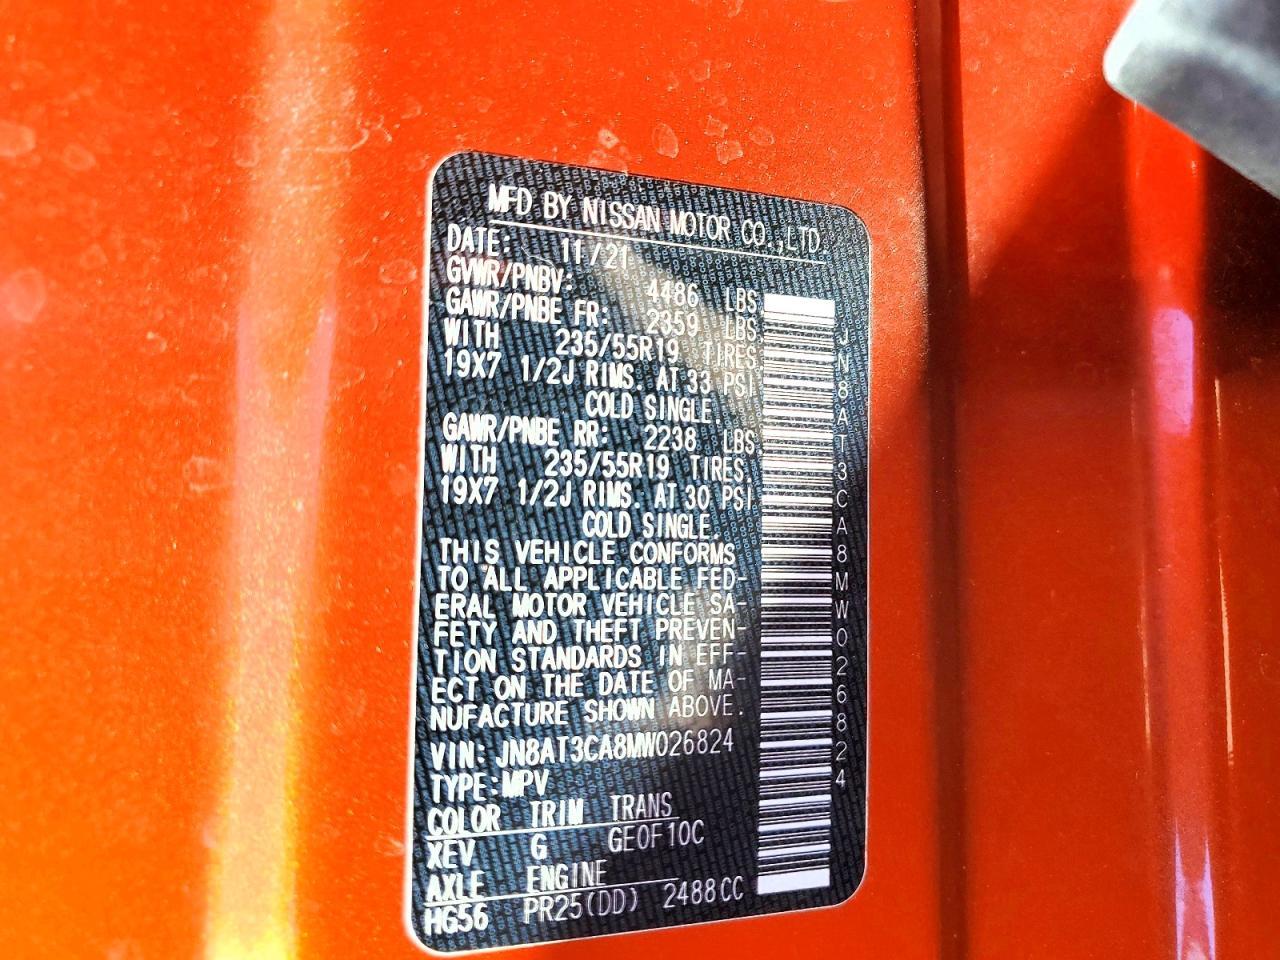 MFD BY NISSAN MOTOR CO.,LTD.
DATE: 11/21
GVWR/PNBV: 4486 LBS
GAWR/PNBE FR: 2359 LBS
WITH 235/55R19 TIRES.
19X7 1/2J RIMS. AT 33 PSI
COLD SINGLE.
GAWR/PNBE RR: 2238 LBS
WITH 235/55R19 TIRES.
19X7 1/2J RIMS. AT 30 PSI
COLD SINGLE.
THIS VEHICLE CONFORMS
TO ALL APPLICABLE FED-
ERAL MOTOR VEHICLE SA-
FETY AND THEFT PREVEN-
TION STANDARDS IN EFF-
ECT ON THE DATE OF MA-
NUFACTURE SHOWN ABOVE.
VIN: JN8AT3CA8MW026824
TYPE:MPV
COLOR TRIM TRANS
XEV G GE0F10C
AXLE ENGINE
HG56 PR25(DD) 2488CC
JN8AT3CA8MW026824